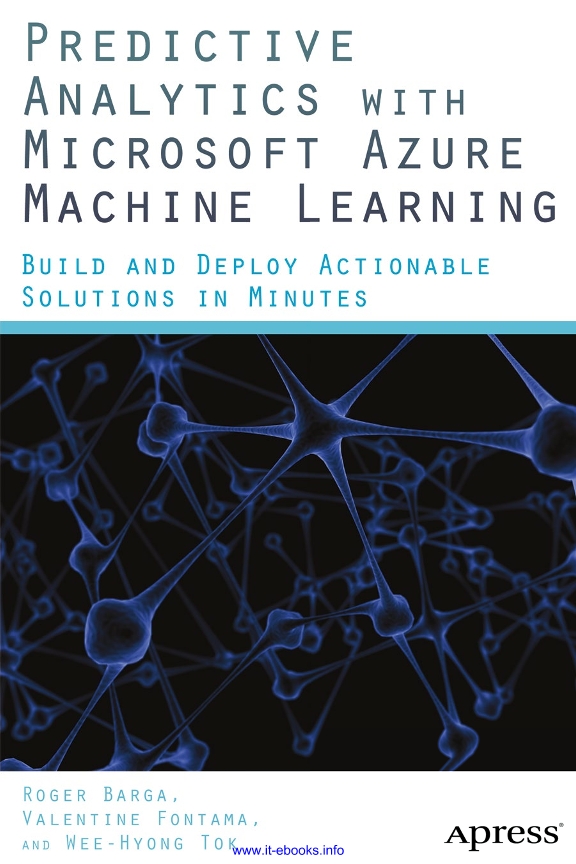 PREDICTIVE
ANALYTICS WITH
MICROSOFT AZURE
MACHINE LEARNING
BUILD AND DEPLOY ACTIONABLE
SOLUTIONS IN MINUTES
ROGER BARGA,
VALENTINE FONTAMA,
AND WEE-HYONG TOK
www.it-ebooks.info
APRESS®